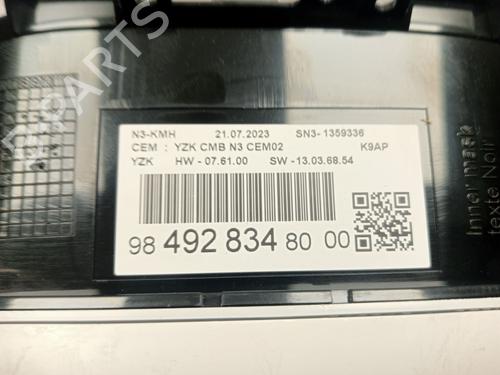 N3-KMH 21.07.2023 SN3-1359336
CEM : YZK CMB N3 CEM02 K9AP
YZK HW -07.61.00 SW -13.03.68.54
98 492 834 80 00
Inner mask
texte Noir
B-PARTS